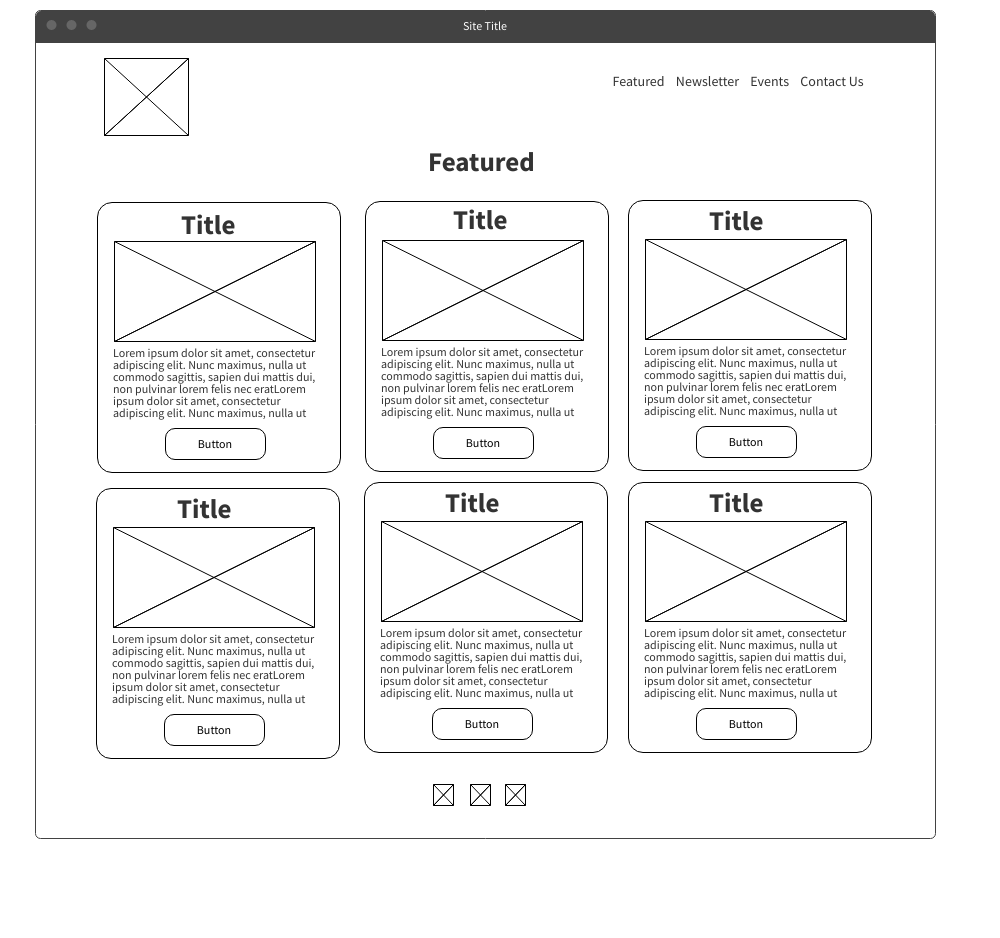 Site Title
Featured Newsletter Events Contact Us
Featured
Title
Lorem ipsum dolor sit amet, consectetur
adipiscing elit. Nunc maximus, nulla ut
commodo sagittis, sapien dui mattis dui,
non pulvinar lorem felis nec eratLorem
ipsum dolor sit amet, consectetur
adipiscing elit. Nunc maximus, nulla ut
Button
Title
Lorem ipsum dolor sit amet, consectetur
adipiscing elit. Nunc maximus, nulla ut
commodo sagittis, sapien dui mattis dui,
non pulvinar lorem felis nec eratLorem
ipsum dolor sit amet, consectetur
adipiscing elit. Nunc maximus, nulla ut
Button
Title
Lorem ipsum dolor sit amet, consectetur
adipiscing elit. Nunc maximus, nulla ut
commodo sagittis, sapien dui mattis dui,
non pulvinar lorem felis nec eratLorem
ipsum dolor sit amet, consectetur
adipiscing elit. Nunc maximus, nulla ut
Button
Title
Lorem ipsum dolor sit amet, consectetur
adipiscing elit. Nunc maximus, nulla ut
commodo sagittis, sapien dui mattis dui,
non pulvinar lorem felis nec eratLorem
ipsum dolor sit amet, consectetur
adipiscing elit. Nunc maximus, nulla ut
Button
Title
Lorem ipsum dolor sit amet, consectetur
adipiscing elit. Nunc maximus, nulla ut
commodo sagittis, sapien dui mattis dui,
non pulvinar lorem felis nec eratLorem
ipsum dolor sit amet, consectetur
adipiscing elit. Nunc maximus, nulla ut
Button
Title
Lorem ipsum dolor sit amet, consectetur
adipiscing elit. Nunc maximus, nulla ut
commodo sagittis, sapien dui mattis dui,
non pulvinar lorem felis nec eratLorem
ipsum dolor sit amet, consectetur
adipiscing elit. Nunc maximus, nulla ut
Button